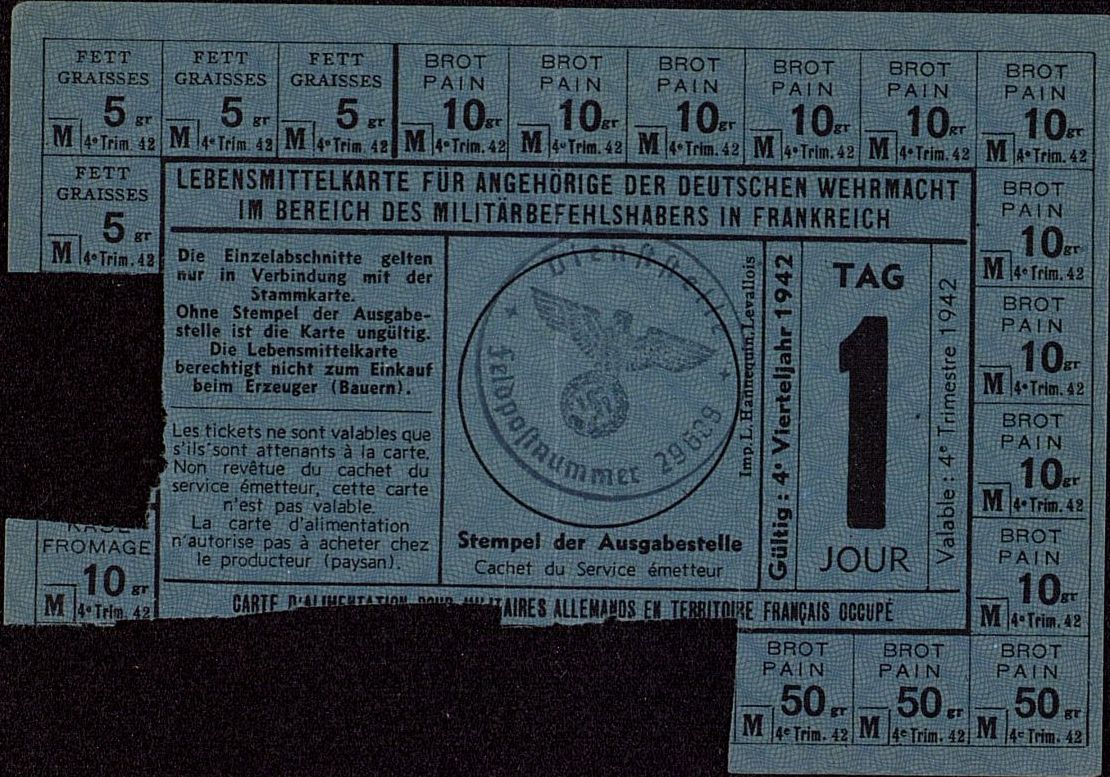 FETT
GRAISSES
5 gr
M 4e Trim. 42
FETT
GRAISSES
5 gr
M 4e Trim. 42
FETT
GRAISSES
5 gr
M 4e Trim. 42
BROT
PAIN
10 gr
M 4e Trim. 42
BROT
PAIN
10 gr
M 4e Trim. 42
BROT
PAIN
10 gr
M 4e Trim. 42
BROT
PAIN
10 gr
M 4e Trim. 42
BROT
PAIN
10 gr
M 4e Trim. 42
BROT
PAIN
10 gr
M 4e Trim. 42
FETT
GRAISSES
5 gr
M 4e Trim. 42
LEBENSMITTELKARTE FÜR ANGEHÖRIGE DER DEUTSCHEN WEHRMACHT
IM BEREICH DES MILITÄRBEFEHLSHABERS IN FRANKREICH
Die Einzelabschnitte gelten
nur in Verbindung mit der
Stammkarte.
Ohne Stempel der Ausgabe-
stelle ist die Karte ungültig.
Die Lebensmittelkarte
berechtigt nicht zum Einkauf
beim Erzeuger (Bauern).
Les tickets ne sont valables que
s'ils sont attenants à la carte.
Non revêtue du cachet du
service émetteur, cette carte
n'est pas valable.
La carte d'alimentation
n'autorise pas à acheter chez
le producteur (paysan).
Dienststelle
Feldpostnummer 29609
Stempel der Ausgabestelle
Cachet du Service émetteur
Imp. L. Hannequin, Levallois
Gültig : 4e Vierteljahr 1942
TAG
1
JOUR
Valable : 4e Trimestre 1942
CARTE D'ALIMENTATION POUR MILITAIRES ALLEMANDS EN TERRITOIRE FRANÇAIS OCCUPÉ
BROT
PAIN
10 gr
M 4e Trim. 42
BROT
PAIN
10 gr
M 4e Trim. 42
BROT
PAIN
10 gr
M 4e Trim. 42
BROT
PAIN
10 gr
M 4e Trim. 42
FROMAGE
10 gr
M 4e Trim. 42
BROT
PAIN
50 gr
M 4e Trim. 42
BROT
PAIN
50 gr
M 4e Trim. 42
BROT
PAIN
50 gr
M 4e Trim. 42